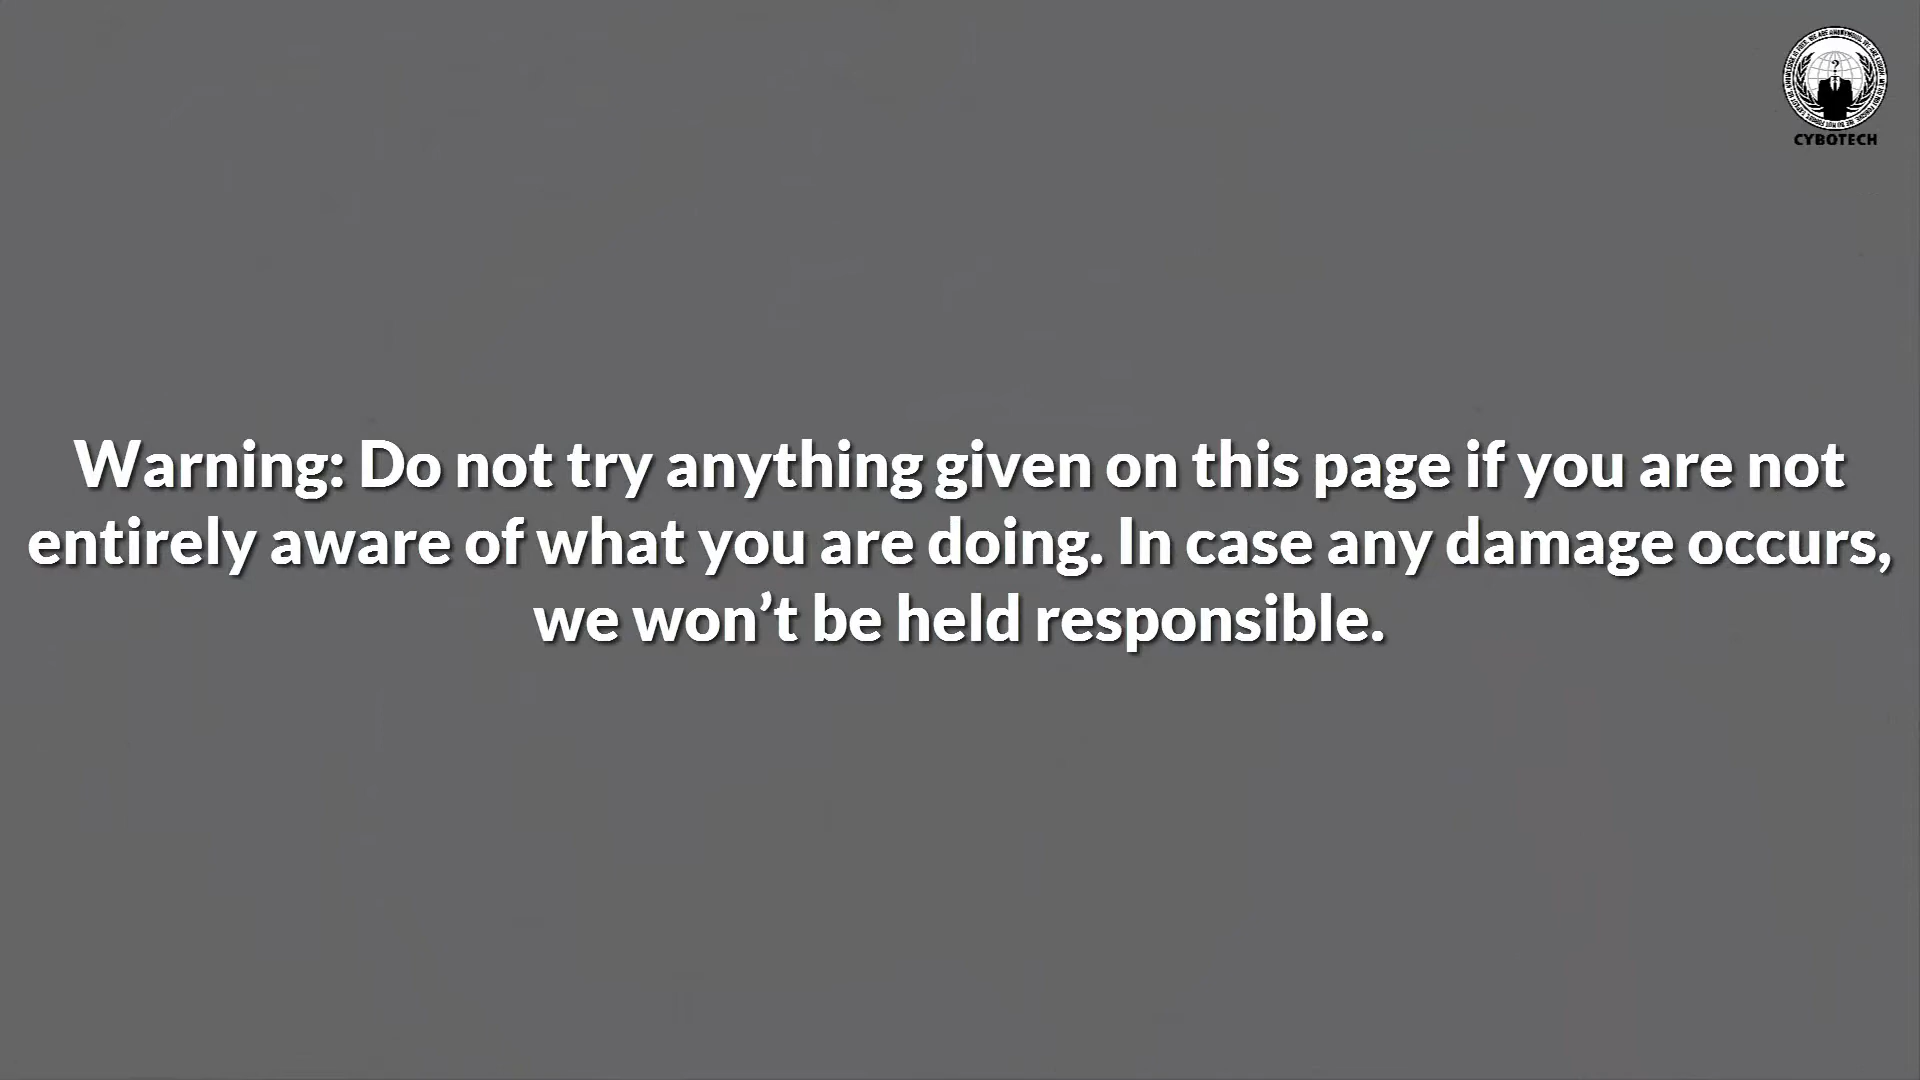 CYBOTECH
Warning: Do not try anything given on this page if you are not
entirely aware of what you are doing. In case any damage occurs,
we won’t be held responsible.